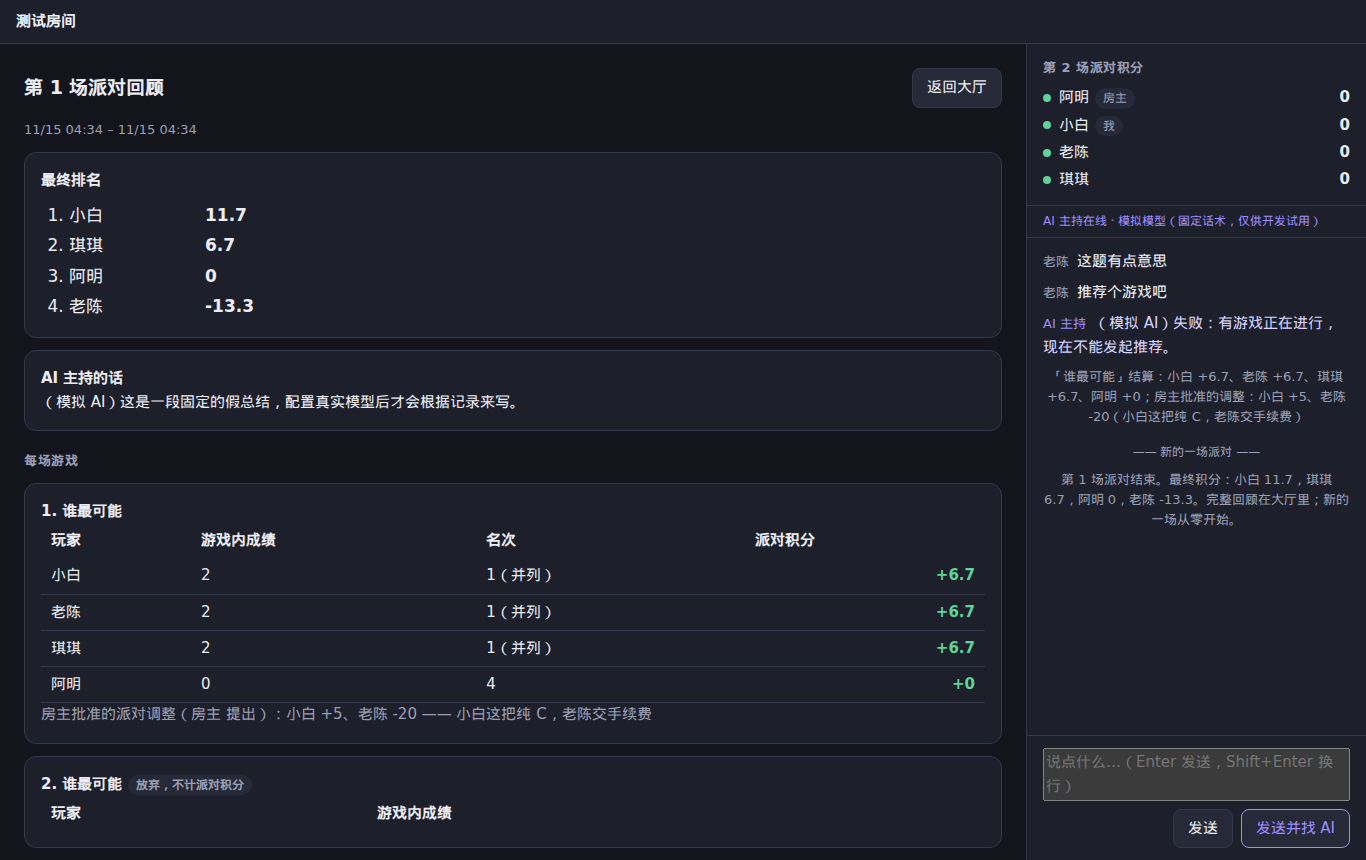 测试房间
第 1 场派对回顾
返回大厅
11/15 04:34 – 11/15 04:34
最终排名
1. 小白 11.7
2. 琪琪 6.7
3. 阿明 0
4. 老陈 -13.3
AI 主持的话
（模拟 AI）这是一段固定的假总结，配置真实模型后才会根据记录来写。
每场游戏
1. 谁最可能
玩家 游戏内成绩 名次 派对积分
小白 2 1（并列） +6.7
老陈 2 1（并列） +6.7
琪琪 2 1（并列） +6.7
阿明 0 4 +0
房主批准的派对调整（房主 提出）：小白 +5、老陈 -20 —— 小白这把纯 C，老陈交手续费
2. 谁最可能 放弃，不计派对积分
玩家 游戏内成绩
第 2 场派对积分
阿明 房主 0
小白 我 0
老陈 0
琪琪 0
AI 主持在线 · 模拟模型（固定话术，仅供开发试用）
老陈 这题有点意思
老陈 推荐个游戏吧
AI 主持 （模拟 AI）失败：有游戏正在进行，
现在不能发起推荐。
「谁最可能」结算：小白 +6.7、老陈 +6.7、琪琪
+6.7、阿明 +0；房主批准的调整：小白 +5、老陈
-20（小白这把纯 C，老陈交手续费）
—— 新的一场派对 ——
第 1 场派对结束。最终积分：小白 11.7，琪琪
6.7，阿明 0，老陈 -13.3。完整回顾在大厅里；新的
一场从零开始。
说点什么…（Enter 发送，Shift+Enter 换
行）
发送
发送并找 AI